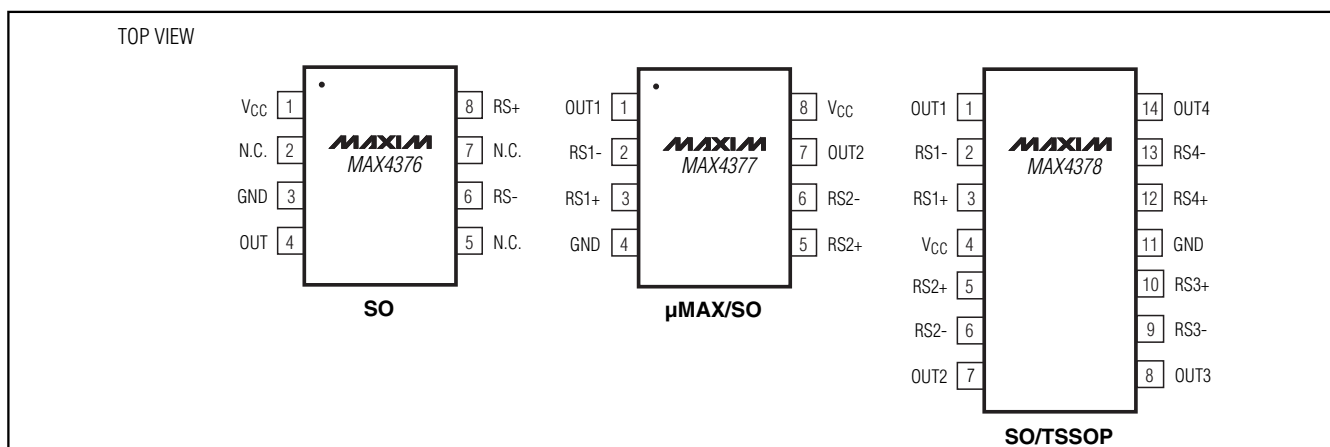 TOP VIEW
VCC 1
N.C. 2
GND 3
OUT 4
MAXIM
MAX4376
8 RS+
7 N.C.
6 RS-
5 N.C.
SO
OUT1 1
RS1- 2
RS1+ 3
GND 4
MAXIM
MAX4377
8 VCC
7 OUT2
6 RS2-
5 RS2+
µMAX/SO
OUT1 1
RS1- 2
RS1+ 3
VCC 4
RS2+ 5
RS2- 6
OUT2 7
MAXIM
MAX4378
14 OUT4
13 RS4-
12 RS4+
11 GND
10 RS3+
9 RS3-
8 OUT3
SO/TSSOP